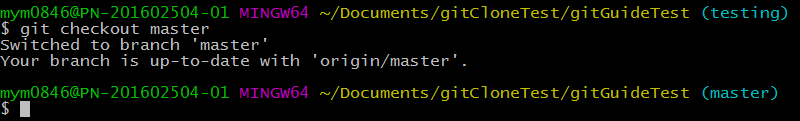 mym0846@PN-201602504-01 MINGW64 ~/Documents/gitCloneTest/gitGuideTest (testing)
$ git checkout master
Switched to branch 'master'
Your branch is up-to-date with 'origin/master'.
mym0846@PN-201602504-01 MINGW64 ~/Documents/gitCloneTest/gitGuideTest (master)
$